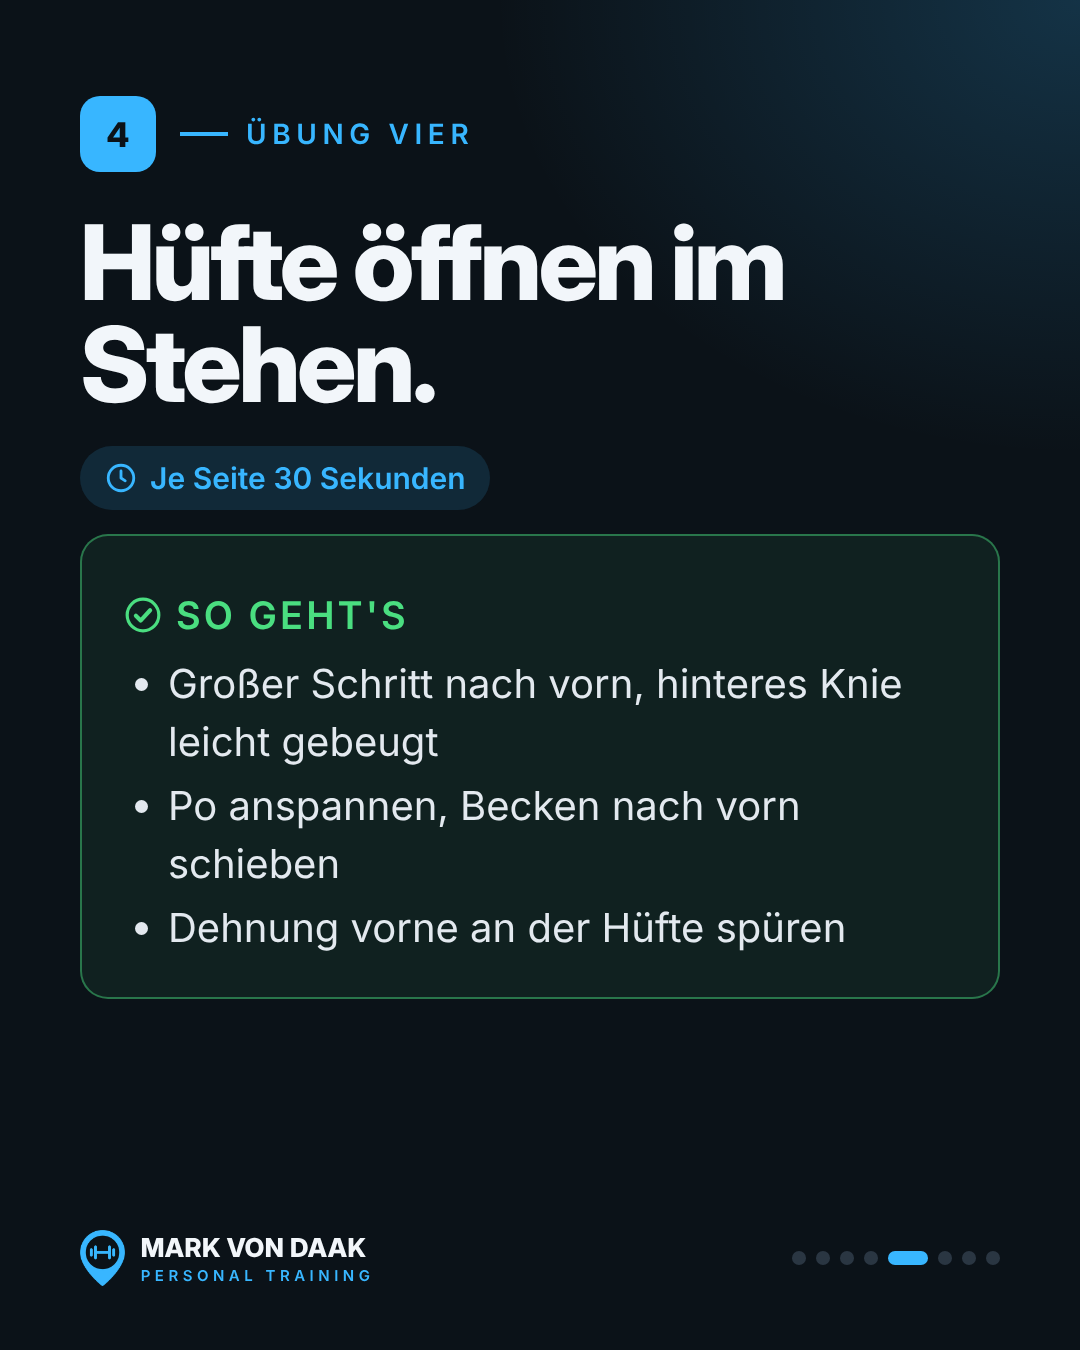 4
ÜBUNG VIER
Hüfte öffnen im
Stehen.
Je Seite 30 Sekunden
SO GEHT'S
• Großer Schritt nach vorn, hinteres Knie
leicht gebeugt
• Po anspannen, Becken nach vorn
schieben
• Dehnung vorne an der Hüfte spüren
MARK VON DAAK
PERSONAL TRAINING